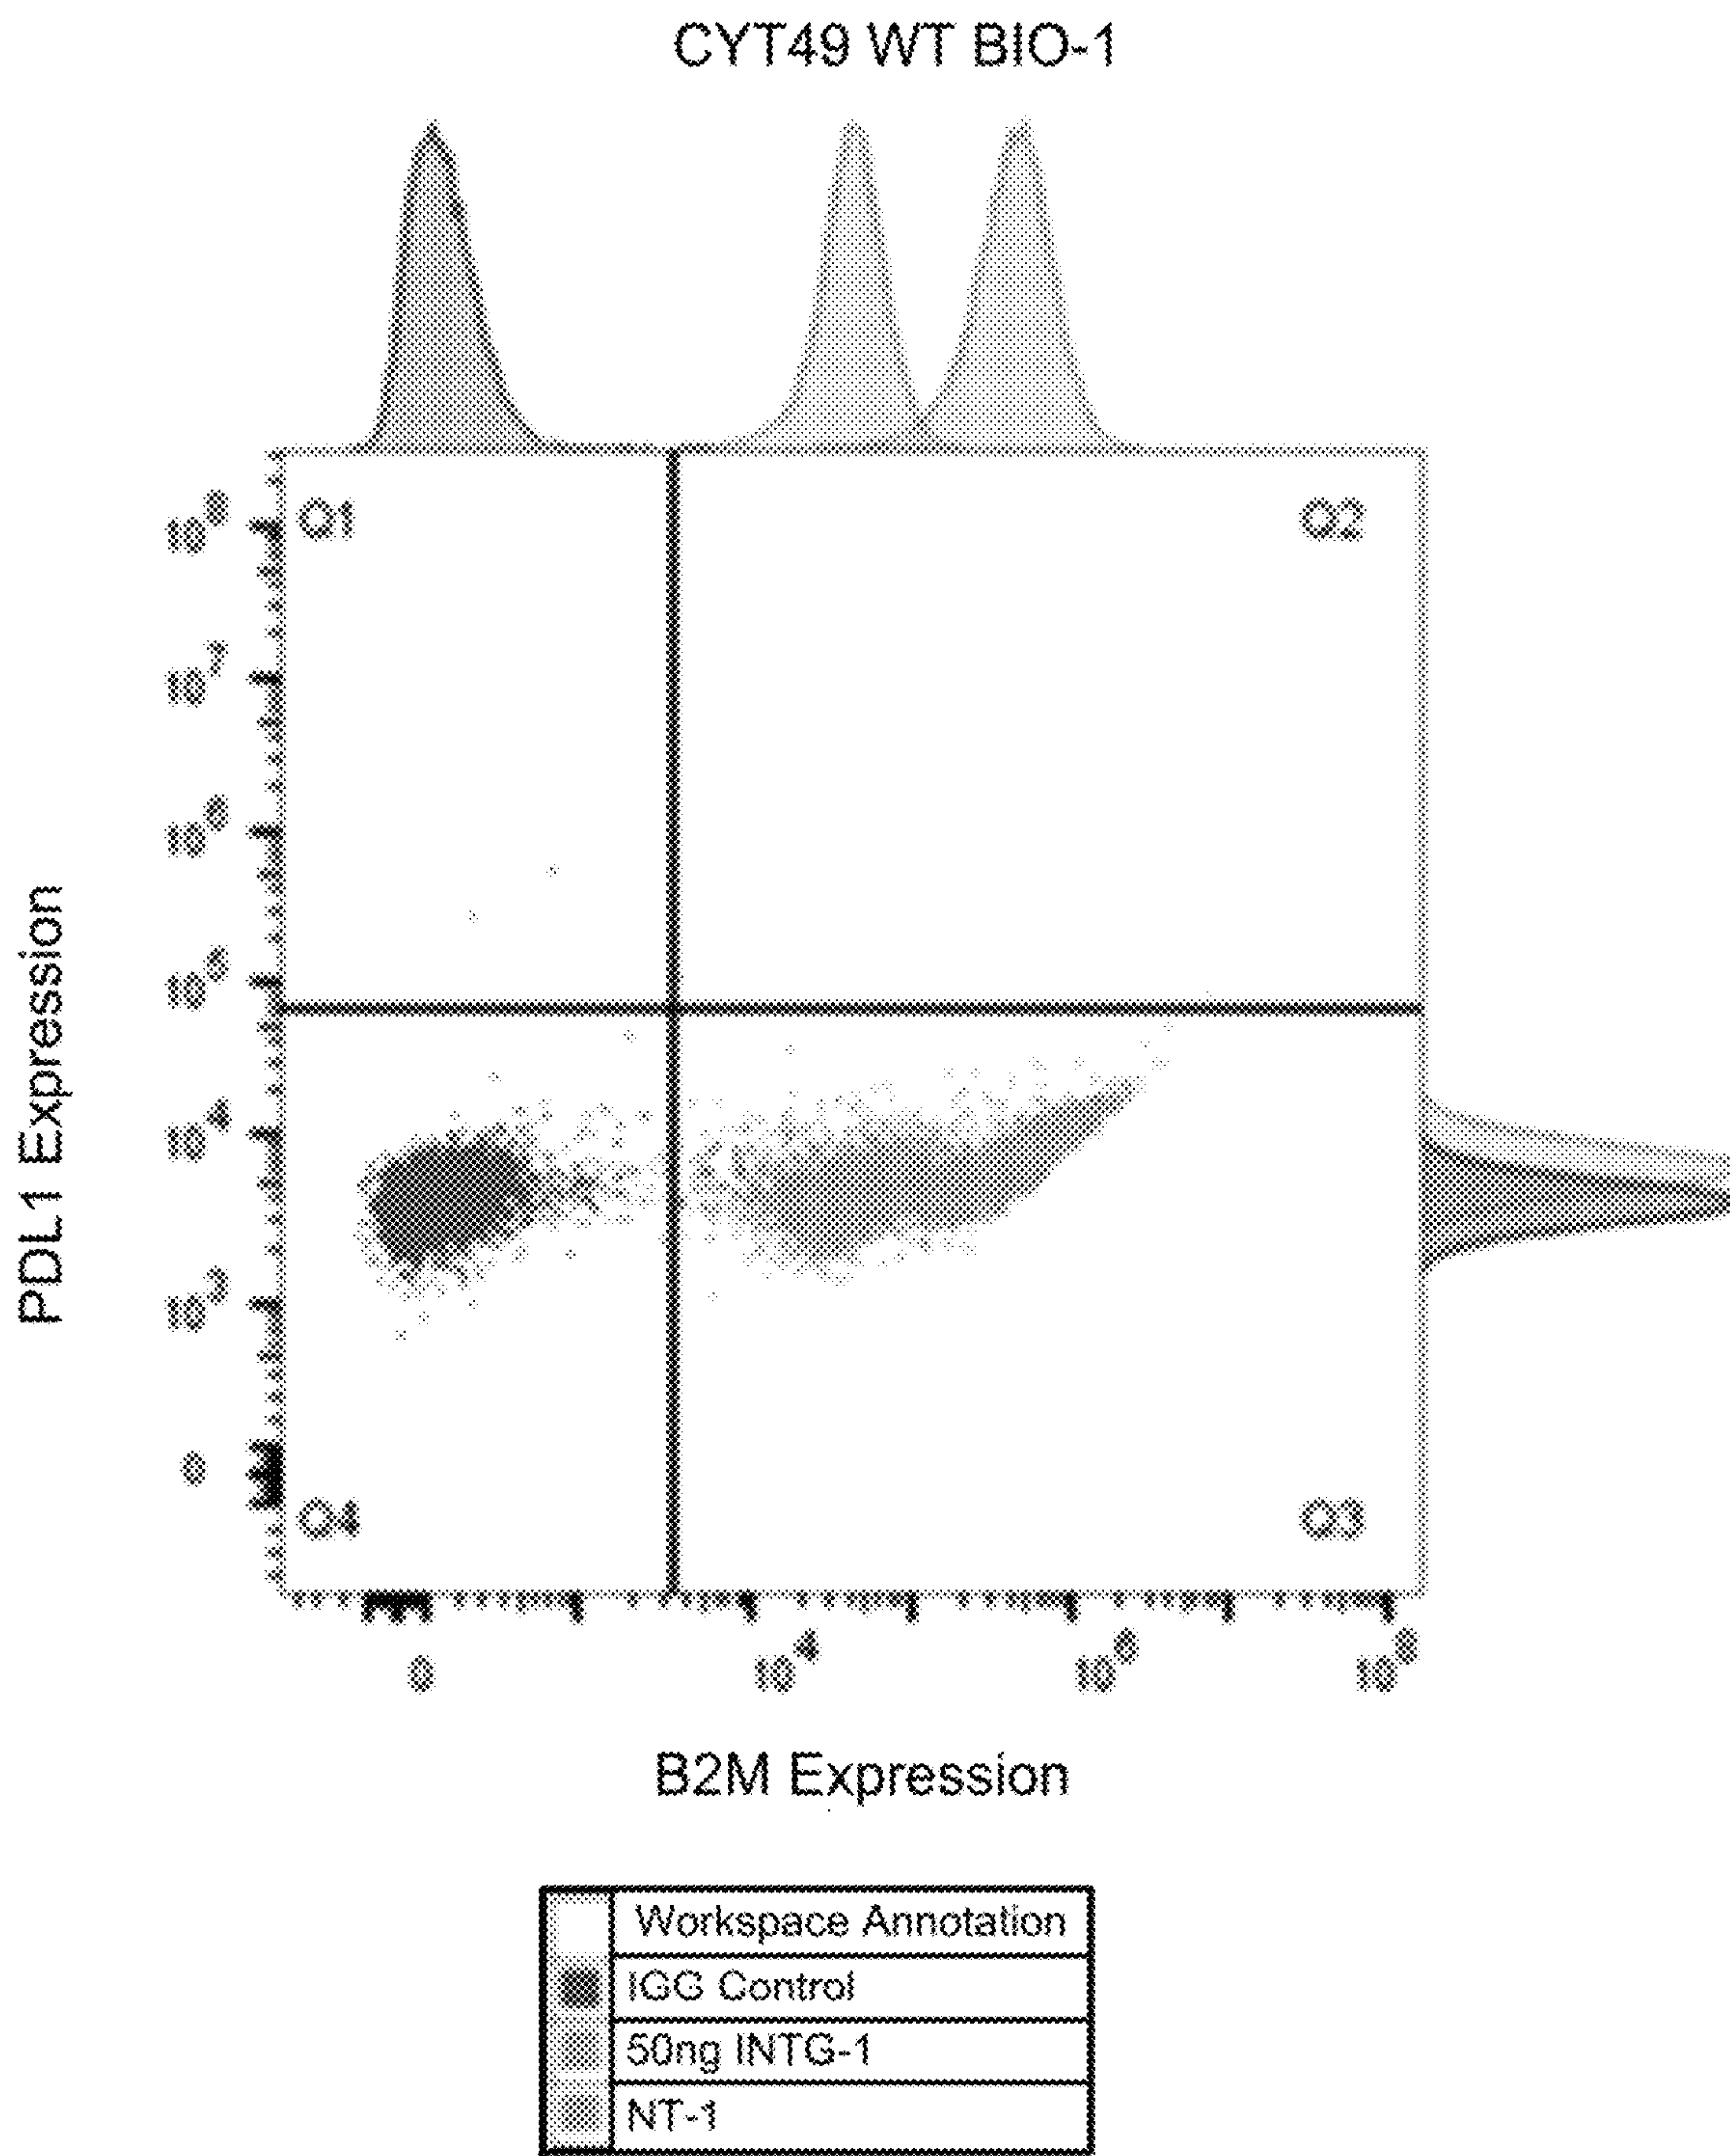 CYT49 WT BIO-1
Q1
Q2
10^8
10^7
10^6
10^5
10^4
10^3
0
PDL1 Expression
Q4
Q3
0
10^4
10^6
10^8
B2M Expression
Workspace Annotation
IGG Control
50ng INTG-1
NT-1